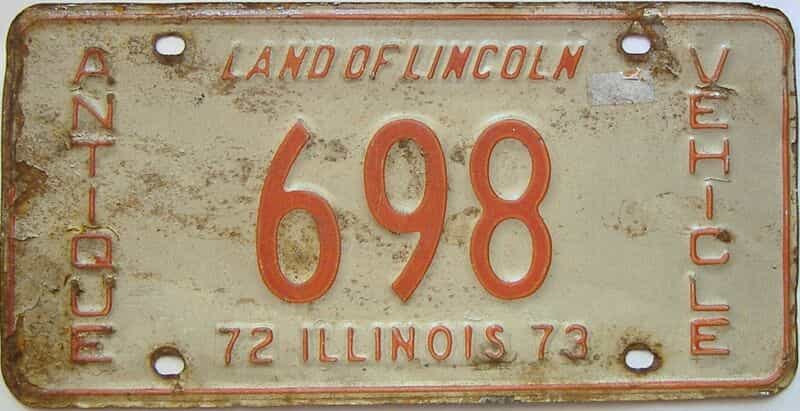 LAND OF LINCOLN
ANTIQUE
698
VEHICLE
72 ILLINOIS 73